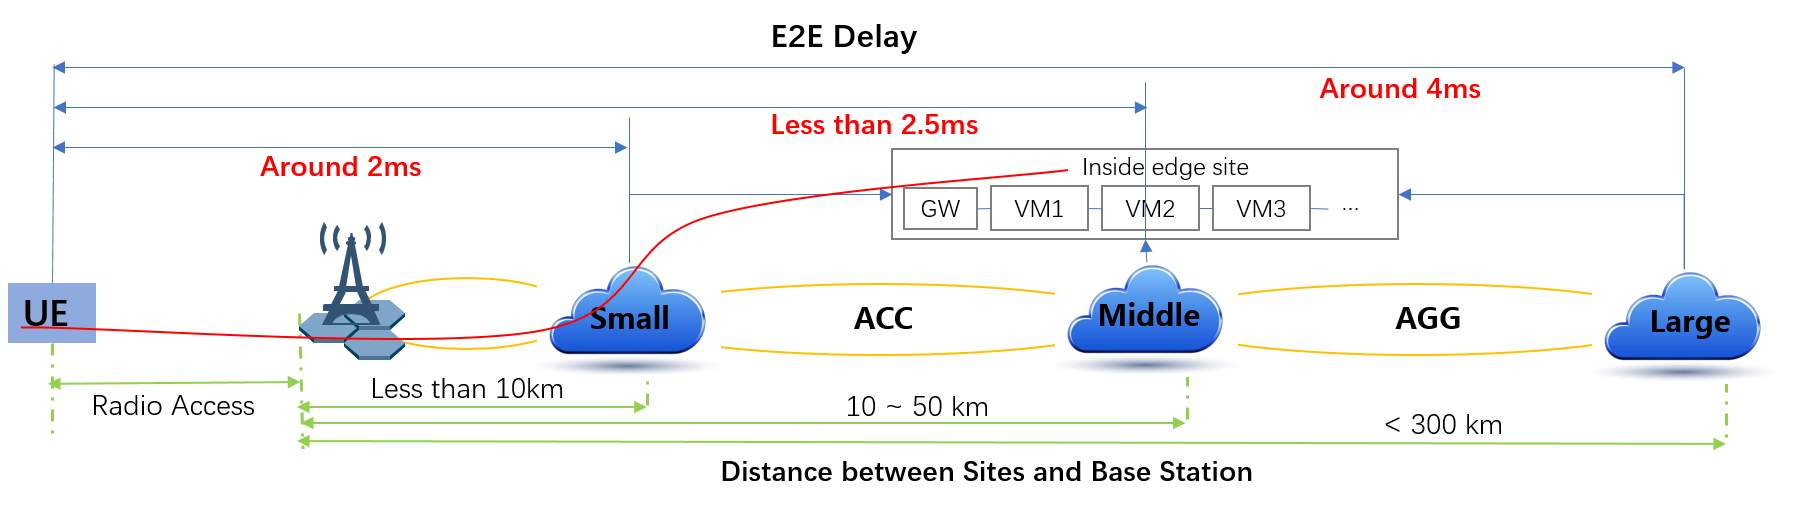 E2E Delay
Around 4ms
Less than 2.5ms
Around 2ms
Inside edge site
GW VM1 VM2 VM3 ...
UE
Small
ACC
Middle
AGG
Large
Less than 10km
Radio Access
10 ~ 50 km
< 300 km
Distance between Sites and Base Station